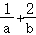 1/a + 2/b